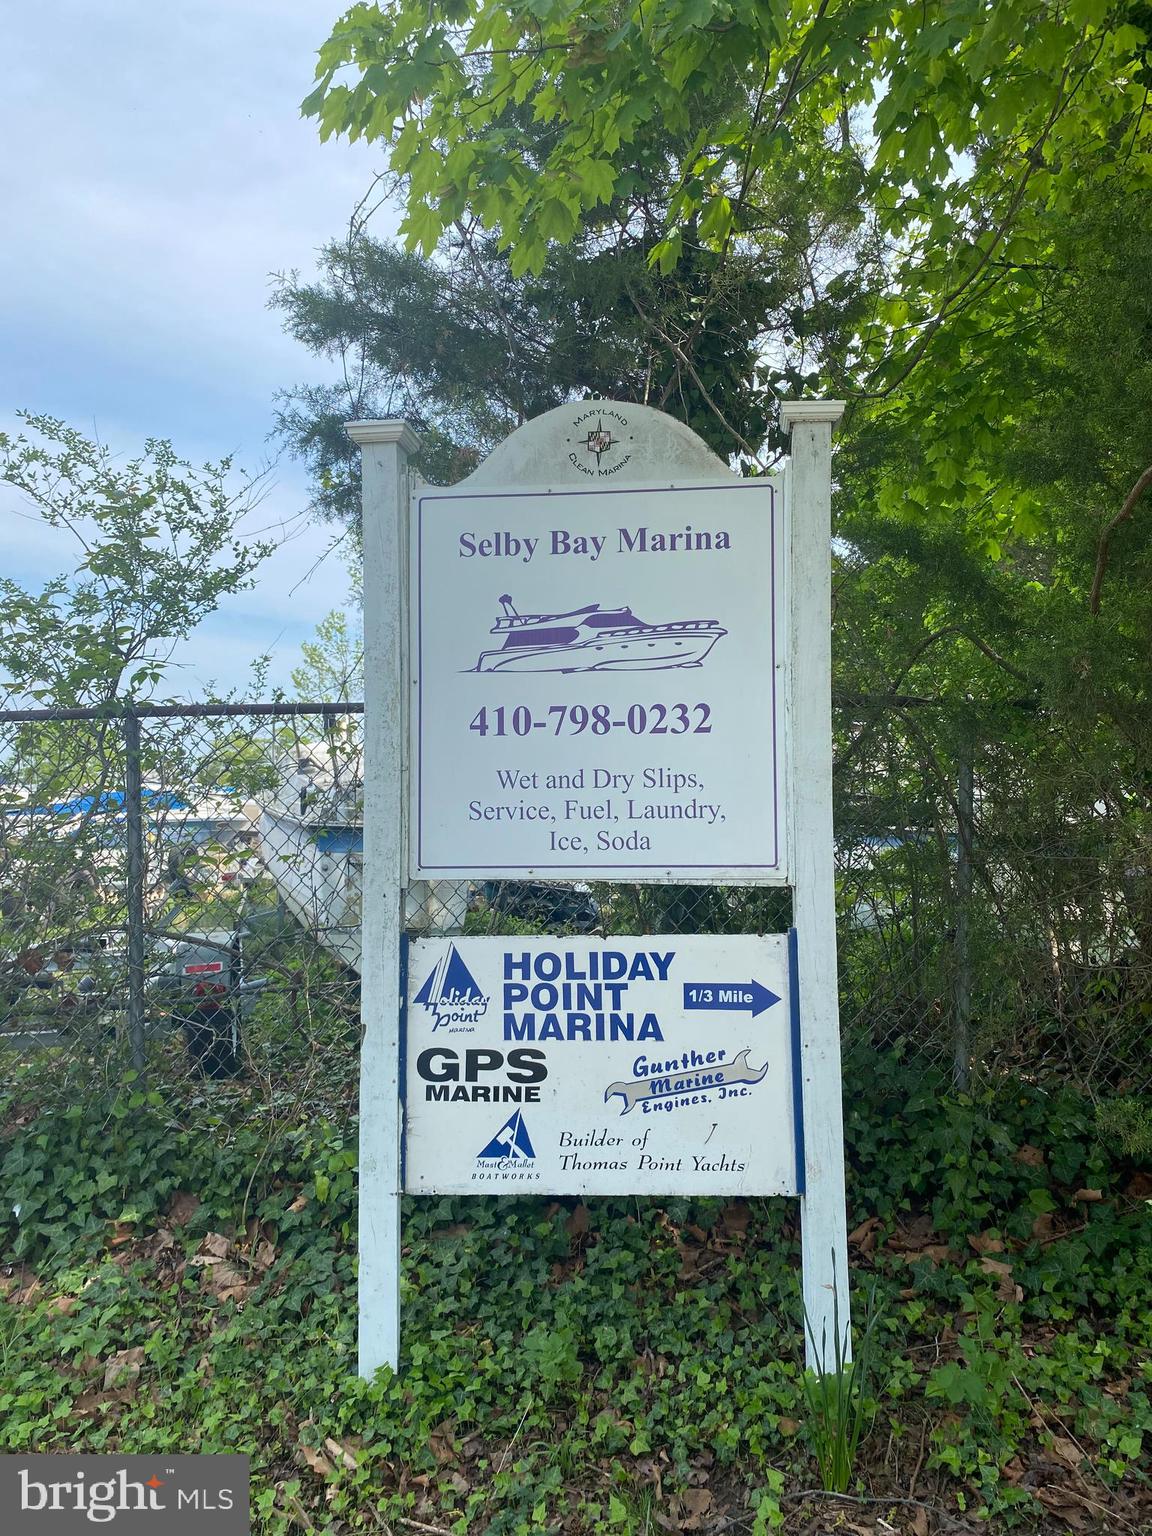 MARYLAND
CLEAN MARINA
Selby Bay Marina
410-798-0232
Wet and Dry Slips,
Service, Fuel, Laundry,
Ice, Soda
Holiday
Point
MARINA
HOLIDAY
POINT
MARINA
1/3 Mile
GPS
MARINE
Gunther
Marine
Engines, Inc.
Mast & Mallet
BOATWORKS
Builder of
Thomas Point Yachts
bright MLS
™